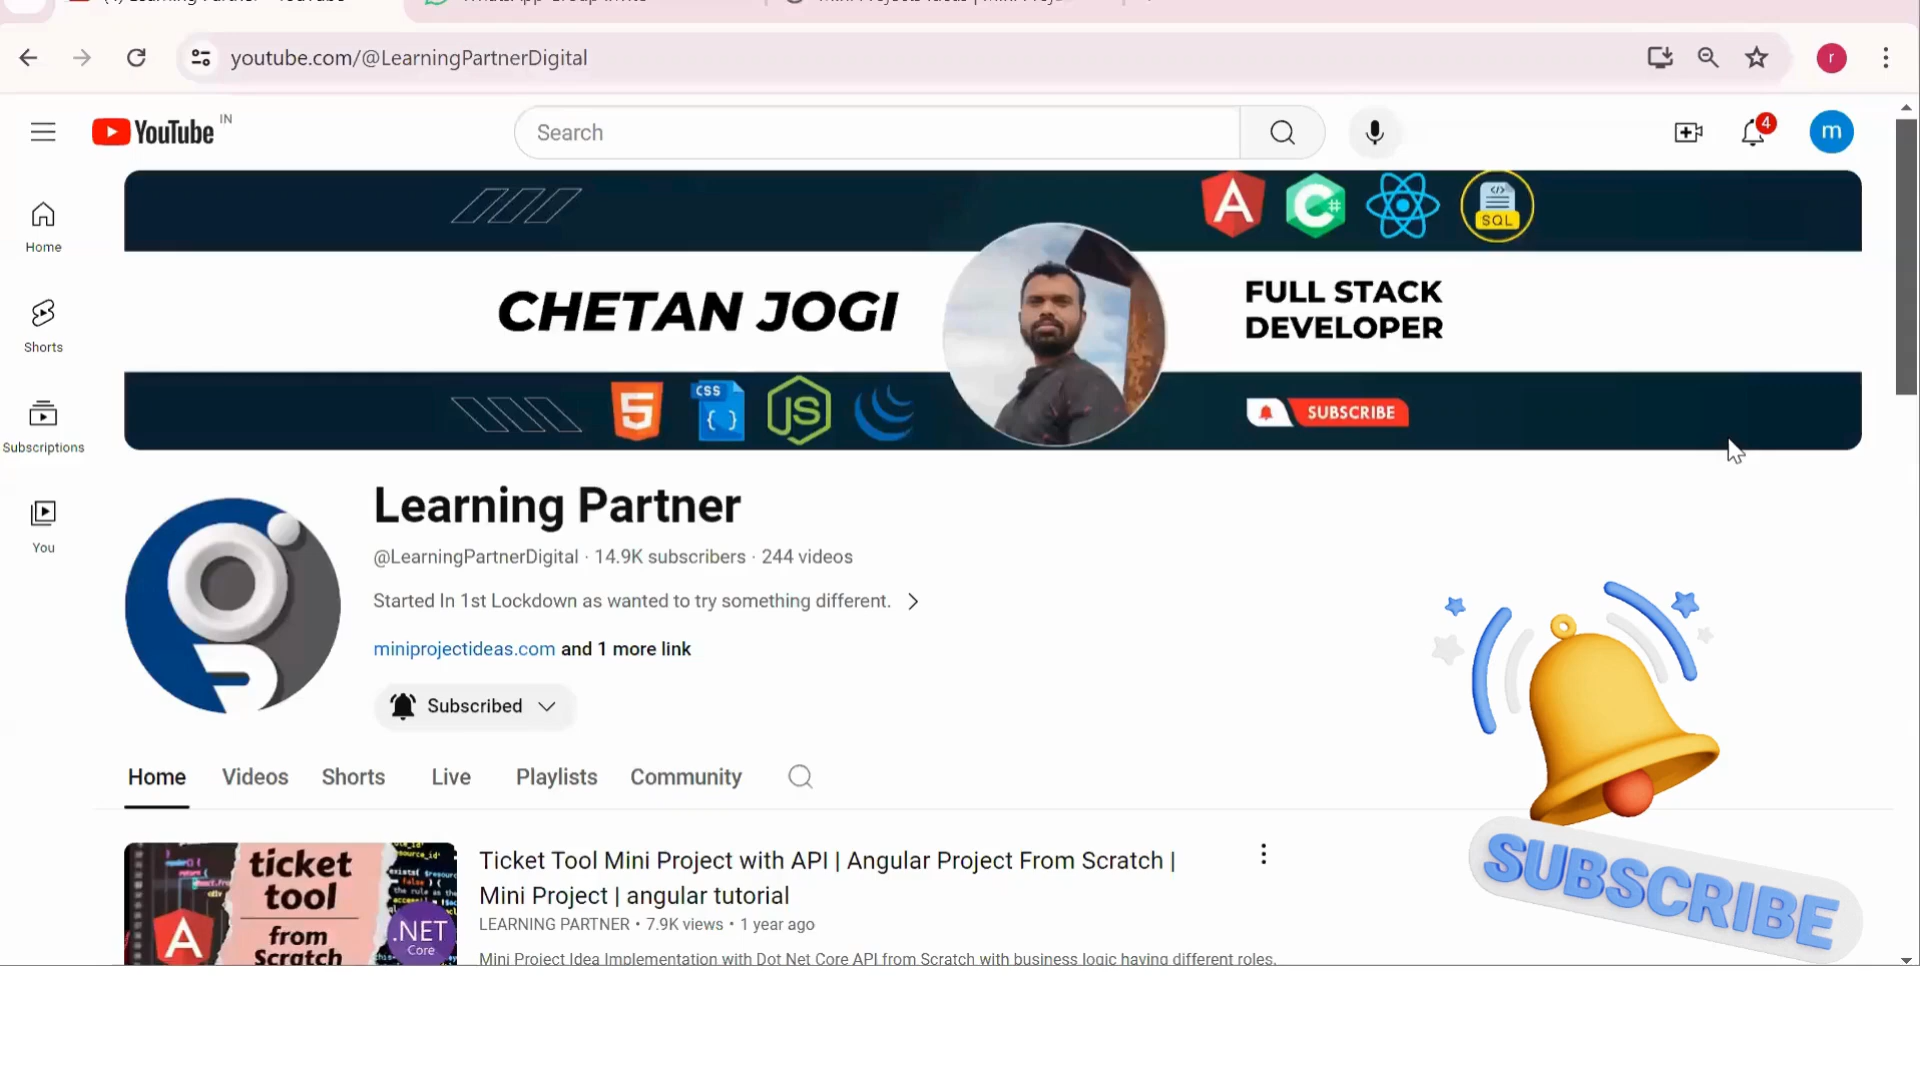 youtube.com/@LearningPartnerDigital
r
YouTube IN
Search
4
m
Home
Shorts
Subscriptions
You
CHETAN JOGI
FULL STACK
DEVELOPER
SQL
5
CSS
JS
SUBSCRIBE
Learning Partner
@LearningPartnerDigital · 14.9K subscribers · 244 videos
Started In 1st Lockdown as wanted to try something different.
miniprojectideas.com and 1 more link
Subscribed
Home Videos Shorts Live Playlists Community
ticket
tool
from
Scratch
A
.NET
Core
Ticket Tool Mini Project with API | Angular Project From Scratch |
Mini Project | angular tutorial
LEARNING PARTNER • 7.9K views • 1 year ago
Mini Project Idea Implementation with Dot Net Core API from Scratch with business logic having different roles.
SUBSCRIBE